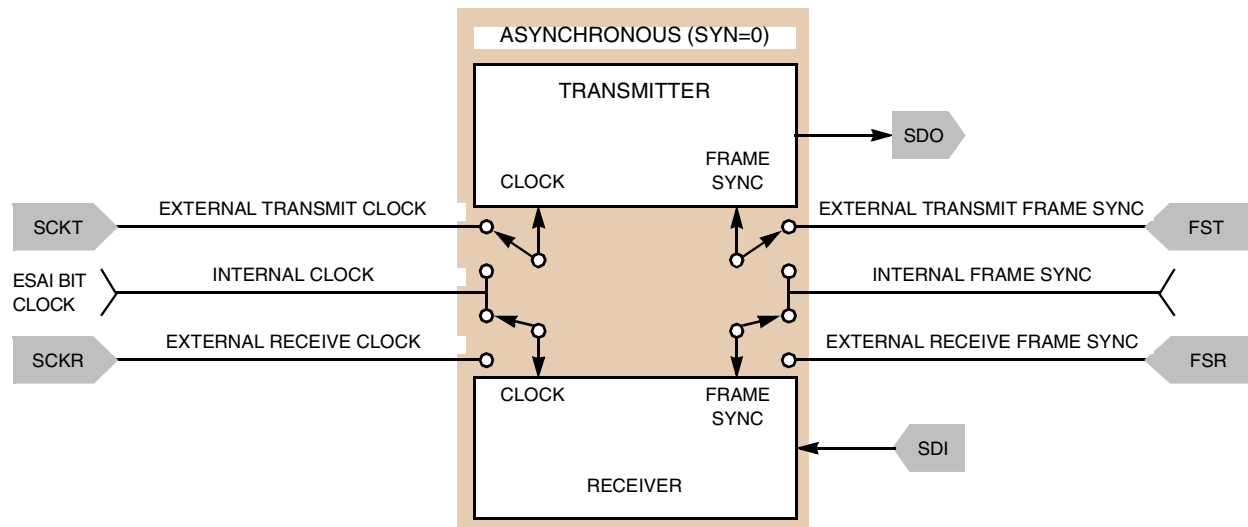 ASYNCHRONOUS (SYN=0)
TRANSMITTER
SDO
CLOCK
FRAME
SYNC
SCKT
EXTERNAL TRANSMIT CLOCK
EXTERNAL TRANSMIT FRAME SYNC
FST
ESAI BIT
CLOCK
INTERNAL CLOCK
INTERNAL FRAME SYNC
SCKR
EXTERNAL RECEIVE CLOCK
EXTERNAL RECEIVE FRAME SYNC
FSR
CLOCK
FRAME
SYNC
SDI
RECEIVER